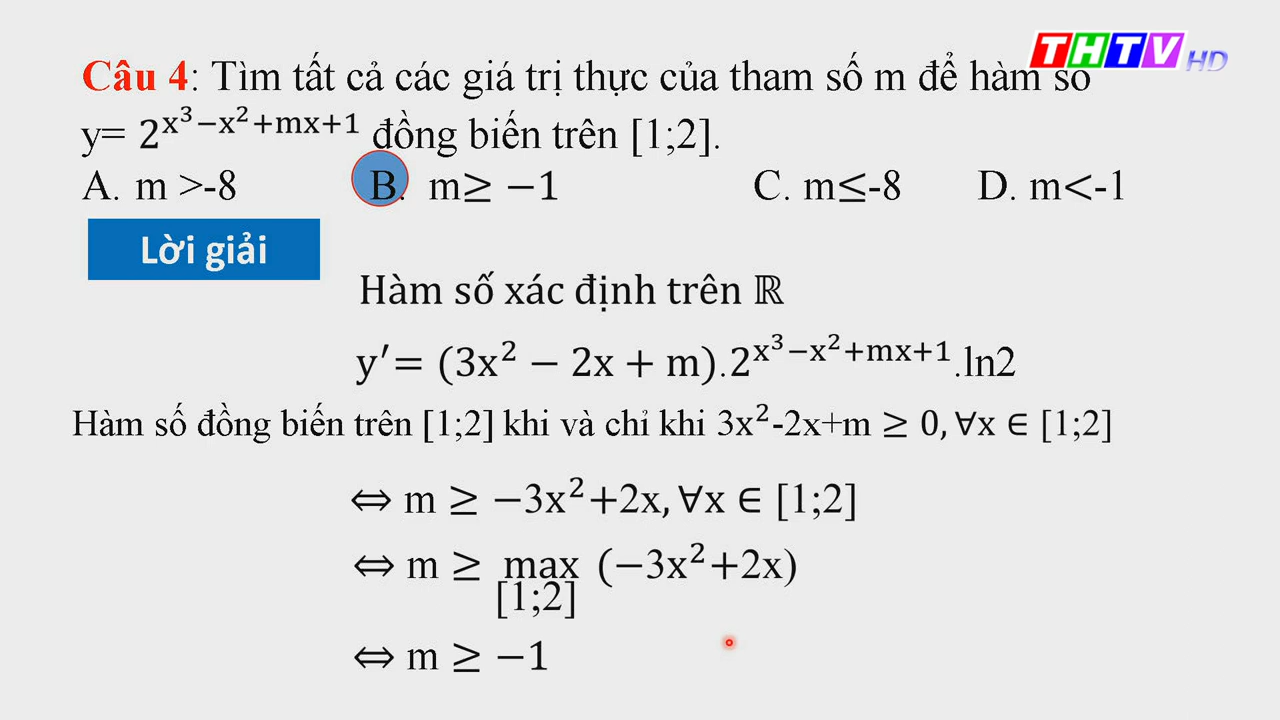 THTV HD
Câu 4: Tìm tất cả các giá trị thực của tham số m để hàm số
y= 2^{x³−x²+mx+1} đồng biến trên [1;2].
A. m >-8 B. m≥ −1 C. m≤-8 D. m<-1
Lời giải
Hàm số xác định trên ℝ
y′= (3x² − 2x + m).2^{x³−x²+mx+1}.ln2
Hàm số đồng biến trên [1;2] khi và chỉ khi 3x²-2x+m ≥ 0, ∀x ∈ [1;2]
⇔ m ≥ −3x²+2x, ∀x ∈ [1;2]
⇔ m ≥ max (−3x²+2x)
[1;2]
⇔ m ≥ −1